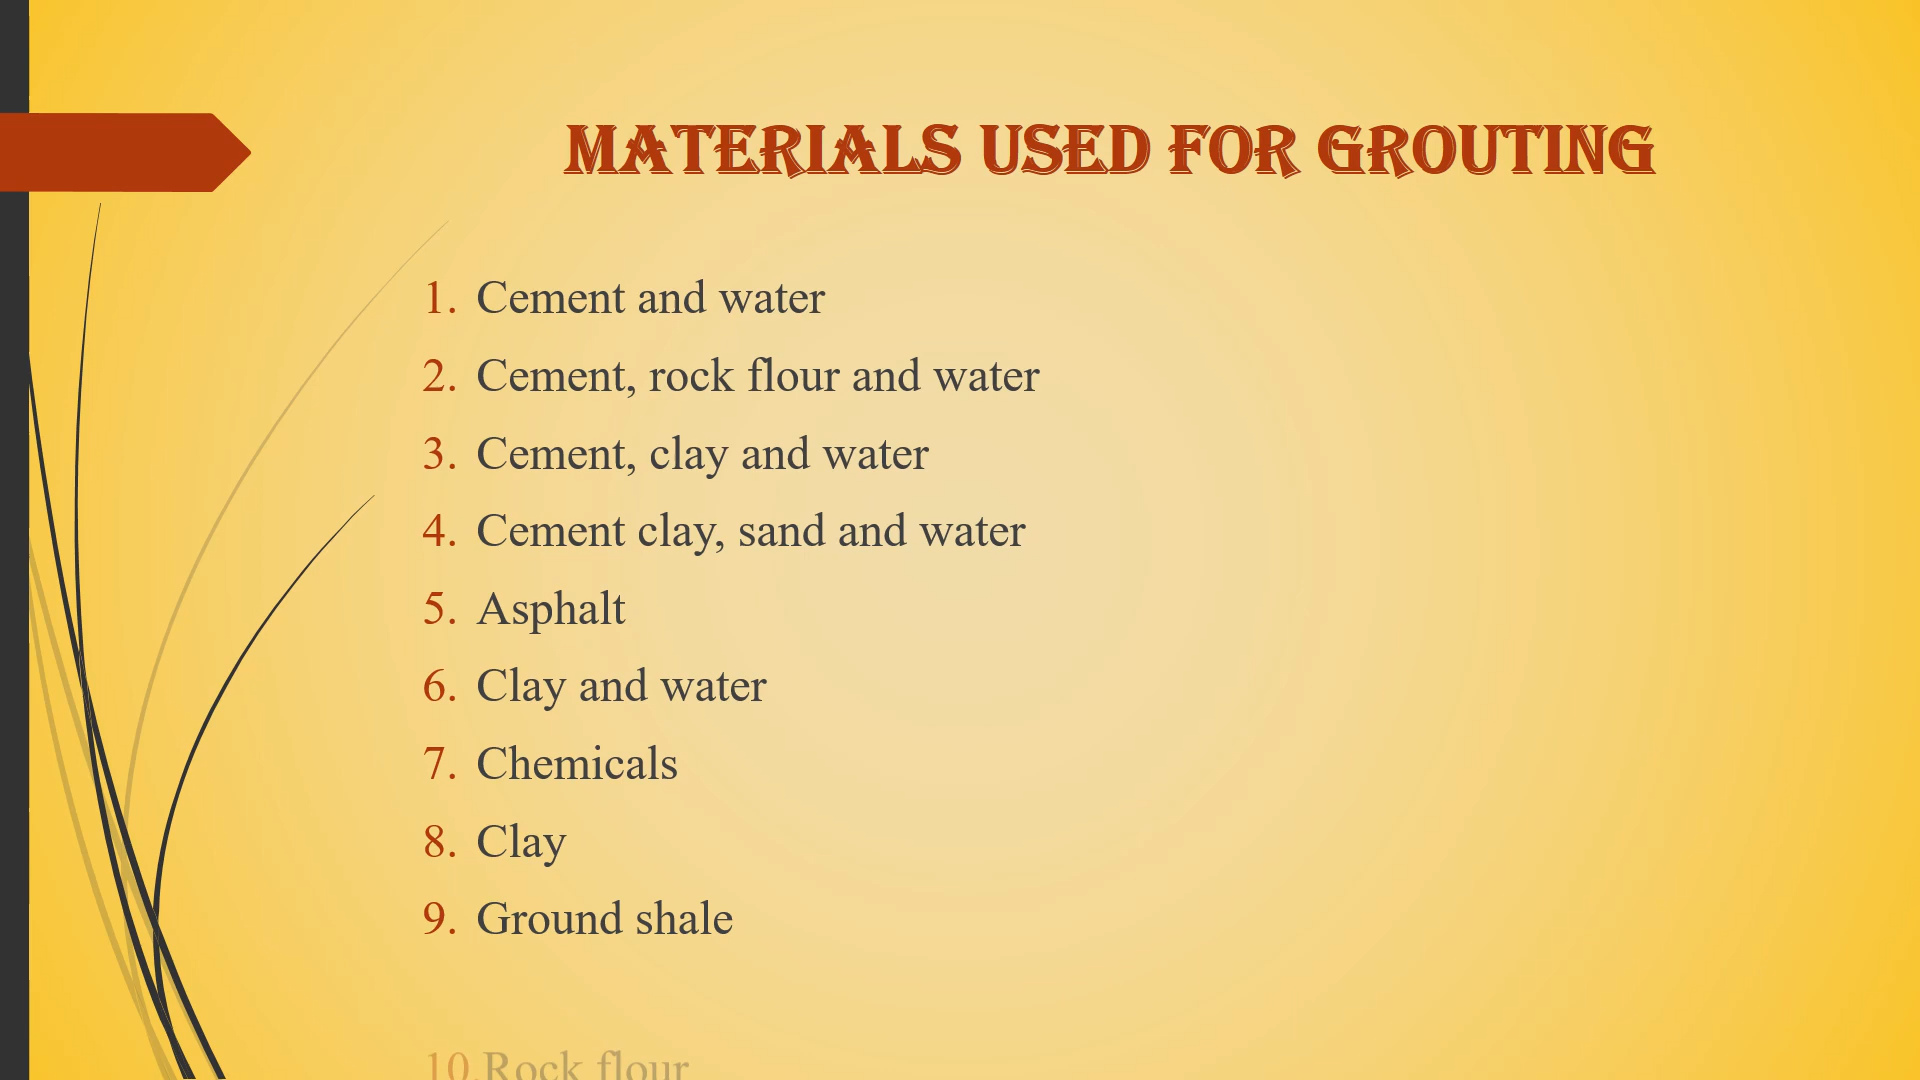 MATERIALS USED FOR GROUTING
1. Cement and water
2. Cement, rock flour and water
3. Cement, clay and water
4. Cement clay, sand and water
5. Asphalt
6. Clay and water
7. Chemicals
8. Clay
9. Ground shale
10.Rock flour